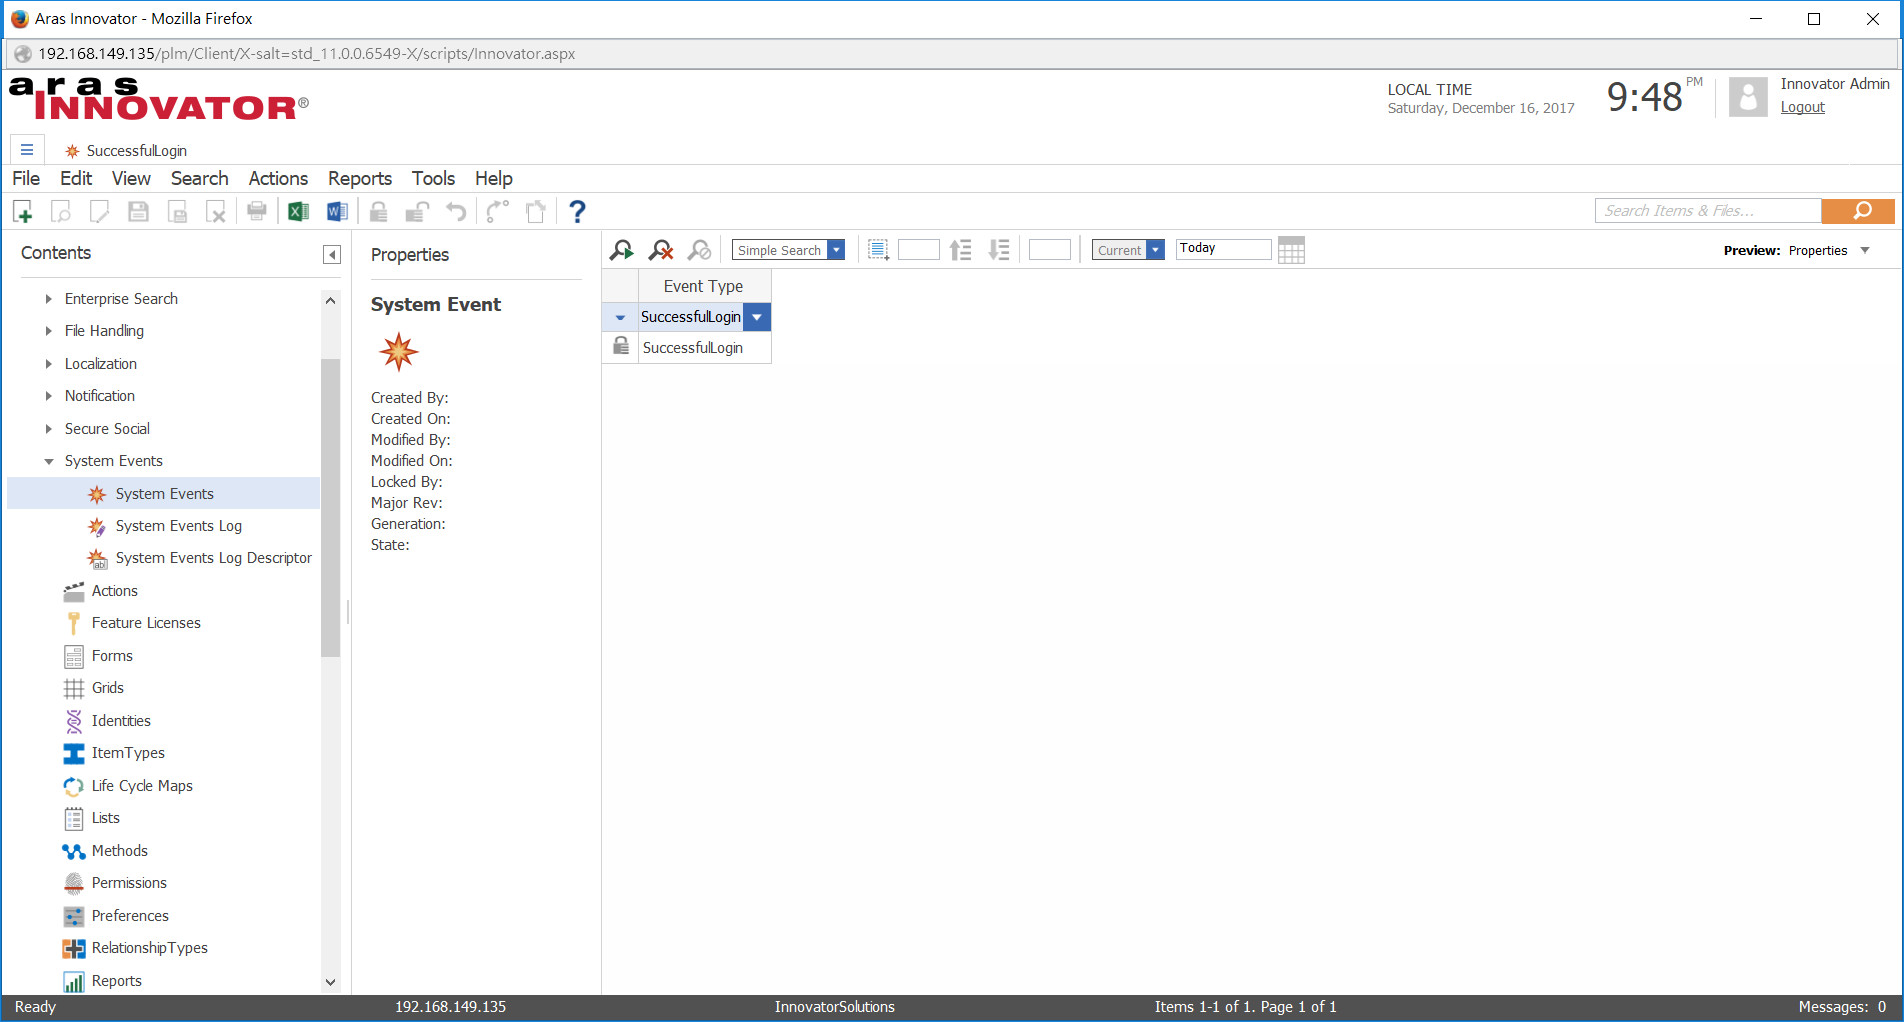 Aras Innovator - Mozilla Firefox
192.168.149.135/plm/Client/X-salt=std_11.0.0.6549-X/scripts/Innovator.aspx
aras
INNOVATOR®
LOCAL TIME
Saturday, December 16, 2017
9:48 PM
Innovator Admin
Logout
SuccessfulLogin
File Edit View Search Actions Reports Tools Help
Search Items & Files...
Contents
Enterprise Search
File Handling
Localization
Notification
Secure Social
System Events
System Events
System Events Log
System Events Log Descriptor
Actions
Feature Licenses
Forms
Grids
Identities
ItemTypes
Life Cycle Maps
Lists
Methods
Permissions
Preferences
RelationshipTypes
Reports
Properties
System Event
Created By:
Created On:
Modified By:
Modified On:
Locked By:
Major Rev:
Generation:
State:
Simple Search
Current
Today
Preview: Properties
Event Type
SuccessfulLogin
SuccessfulLogin
Ready 192.168.149.135 InnovatorSolutions Items 1-1 of 1. Page 1 of 1 Messages: 0